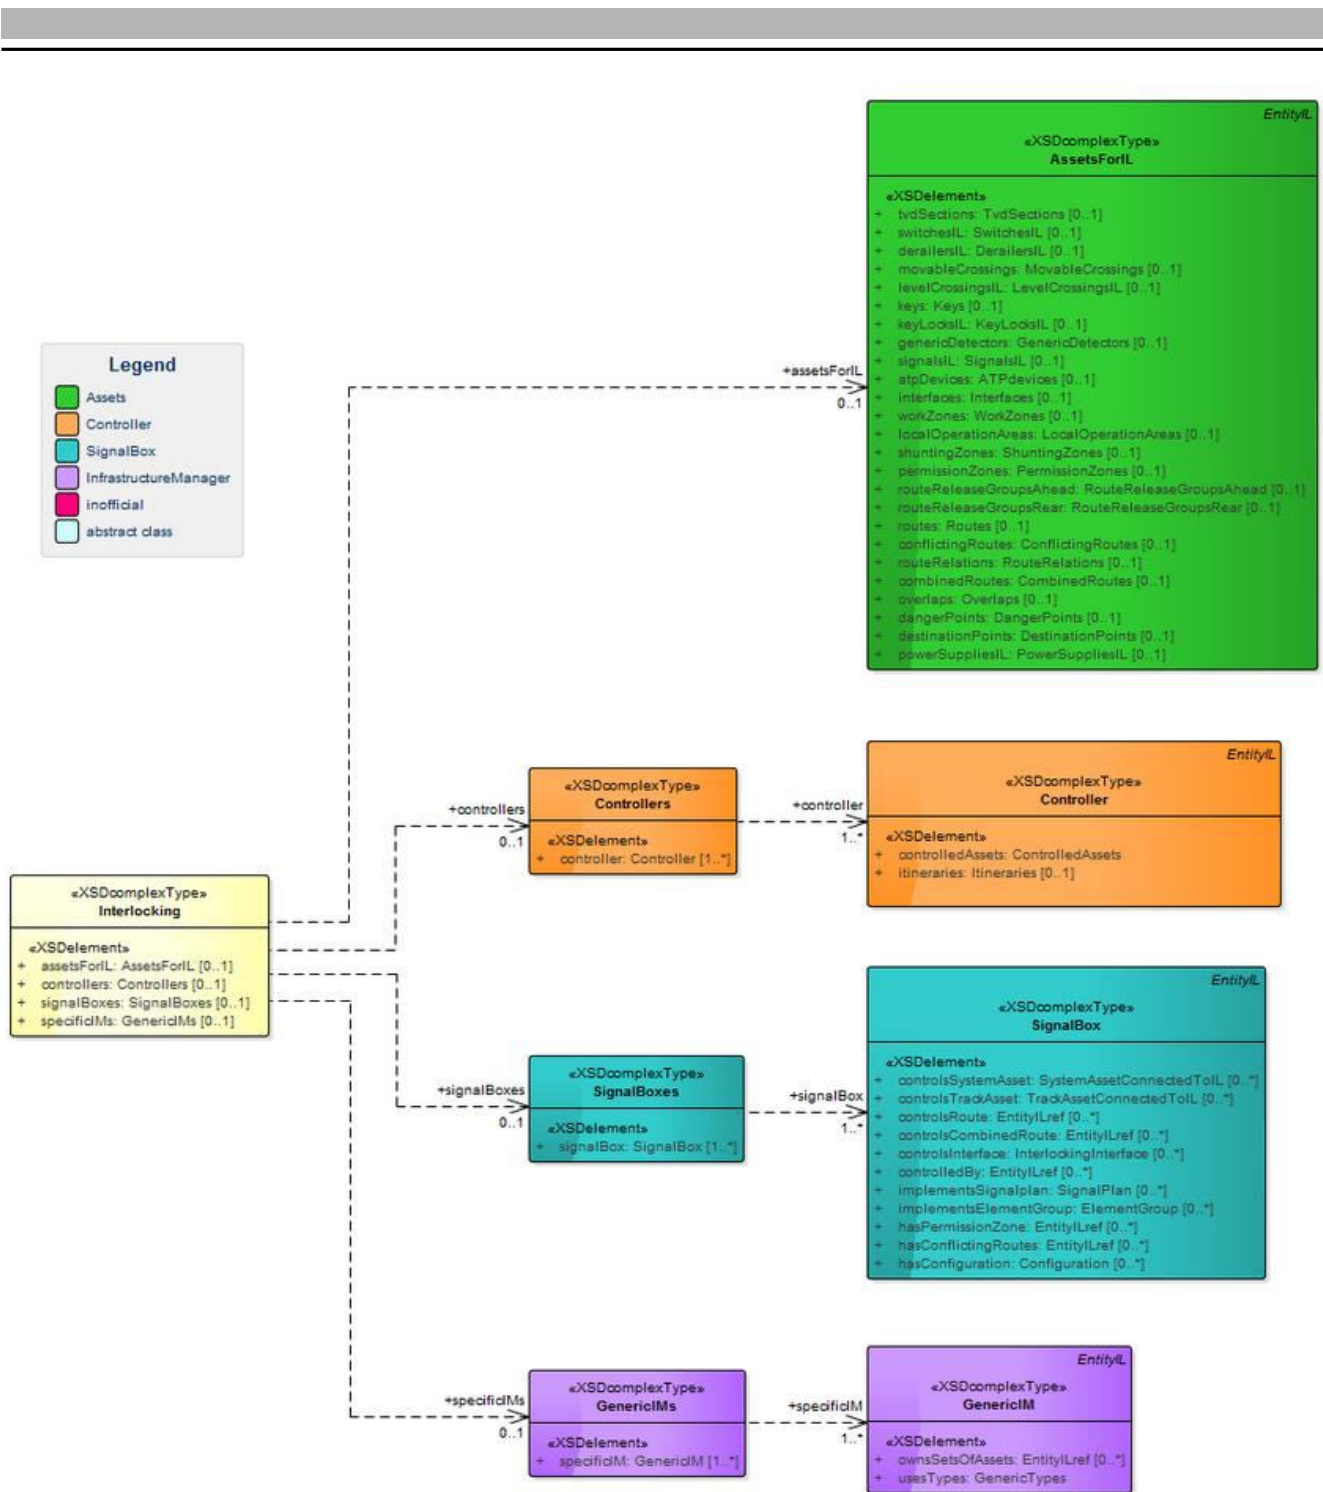 EntityIL
«XSDcomplexType»
AssetsForIL
«XSDelement»
+ tvdSections: TvdSections [0..1]
+ switchesIL: SwitchesIL [0..1]
+ derailersIL: DerailersIL [0..1]
+ movableCrossings: MovableCrossings [0..1]
+ levelCrossingsIL: LevelCrossingsIL [0..1]
+ keys: Keys [0..1]
+ keyLocksIL: KeyLocksIL [0..1]
+ genericDetectors: GenericDetectors [0..1]
+ signalsIL: SignalsIL [0..1]
+ atpDevices: ATPdevices [0..1]
+ interfaces: Interfaces [0..1]
+ workZones: WorkZones [0..1]
+ localOperationAreas: LocalOperationAreas [0..1]
+ shuntingZones: ShuntingZones [0..1]
+ permissionZones: PermissionZones [0..1]
+ routeReleaseGroupsAhead: RouteReleaseGroupsAhead [0..1]
+ routeReleaseGroupsRear: RouteReleaseGroupsRear [0..1]
+ routes: Routes [0..1]
+ conflictingRoutes: ConflictingRoutes [0..1]
+ routeRelations: RouteRelations [0..1]
+ combinedRoutes: CombinedRoutes [0..1]
+ overlaps: Overlaps [0..1]
+ dangerPoints: DangerPoints [0..1]
+ destinationPoints: DestinationPoints [0..1]
+ powerSuppliesIL: PowerSuppliesIL [0..1]
Legend
Assets
Controller
SignalBox
InfrastructureManager
inofficial
abstract class
+assetsForIL
0..1
+controllers
0..1
«XSDcomplexType»
Controllers
«XSDelement»
+ controller: Controller [1..*]
+controller
1..*
EntityIL
«XSDcomplexType»
Controller
«XSDelement»
+ controlledAssets: ControlledAssets
+ itineraries: Itineraries [0..1]
«XSDcomplexType»
Interlocking
«XSDelement»
+ assetsForIL: AssetsForIL [0..1]
+ controllers: Controllers [0..1]
+ signalBoxes: SignalBoxes [0..1]
+ specificIMs: GenericIMs [0..1]
+signalBoxes
0..1
«XSDcomplexType»
SignalBoxes
«XSDelement»
+ signalBox: SignalBox [1..*]
+signalBox
1..*
EntityIL
«XSDcomplexType»
SignalBox
«XSDelement»
+ controlsSystemAsset: SystemAssetConnectedToIL [0..*]
+ controlsTrackAsset: TrackAssetConnectedToIL [0..*]
+ controlsRoute: EntityILref [0..*]
+ controlsCombinedRoute: EntityILref [0..*]
+ controlsInterface: InterlockingInterface [0..*]
+ controlledBy: EntityILref [0..*]
+ implementsSignalplan: SignalPlan [0..*]
+ implementsElementGroup: ElementGroup [0..*]
+ hasPermissionZone: EntityILref [0..*]
+ hasConflictingRoutes: EntityILref [0..*]
+ hasConfiguration: Configuration [0..*]
+specificIMs
0..1
«XSDcomplexType»
GenericIMs
«XSDelement»
+ specificIM: GenericIM [1..*]
+specificIM
1..*
EntityIL
«XSDcomplexType»
GenericIM
«XSDelement»
+ ownsSetsOfAssets: EntityILref [0..*]
+ usesTypes: GenericTypes